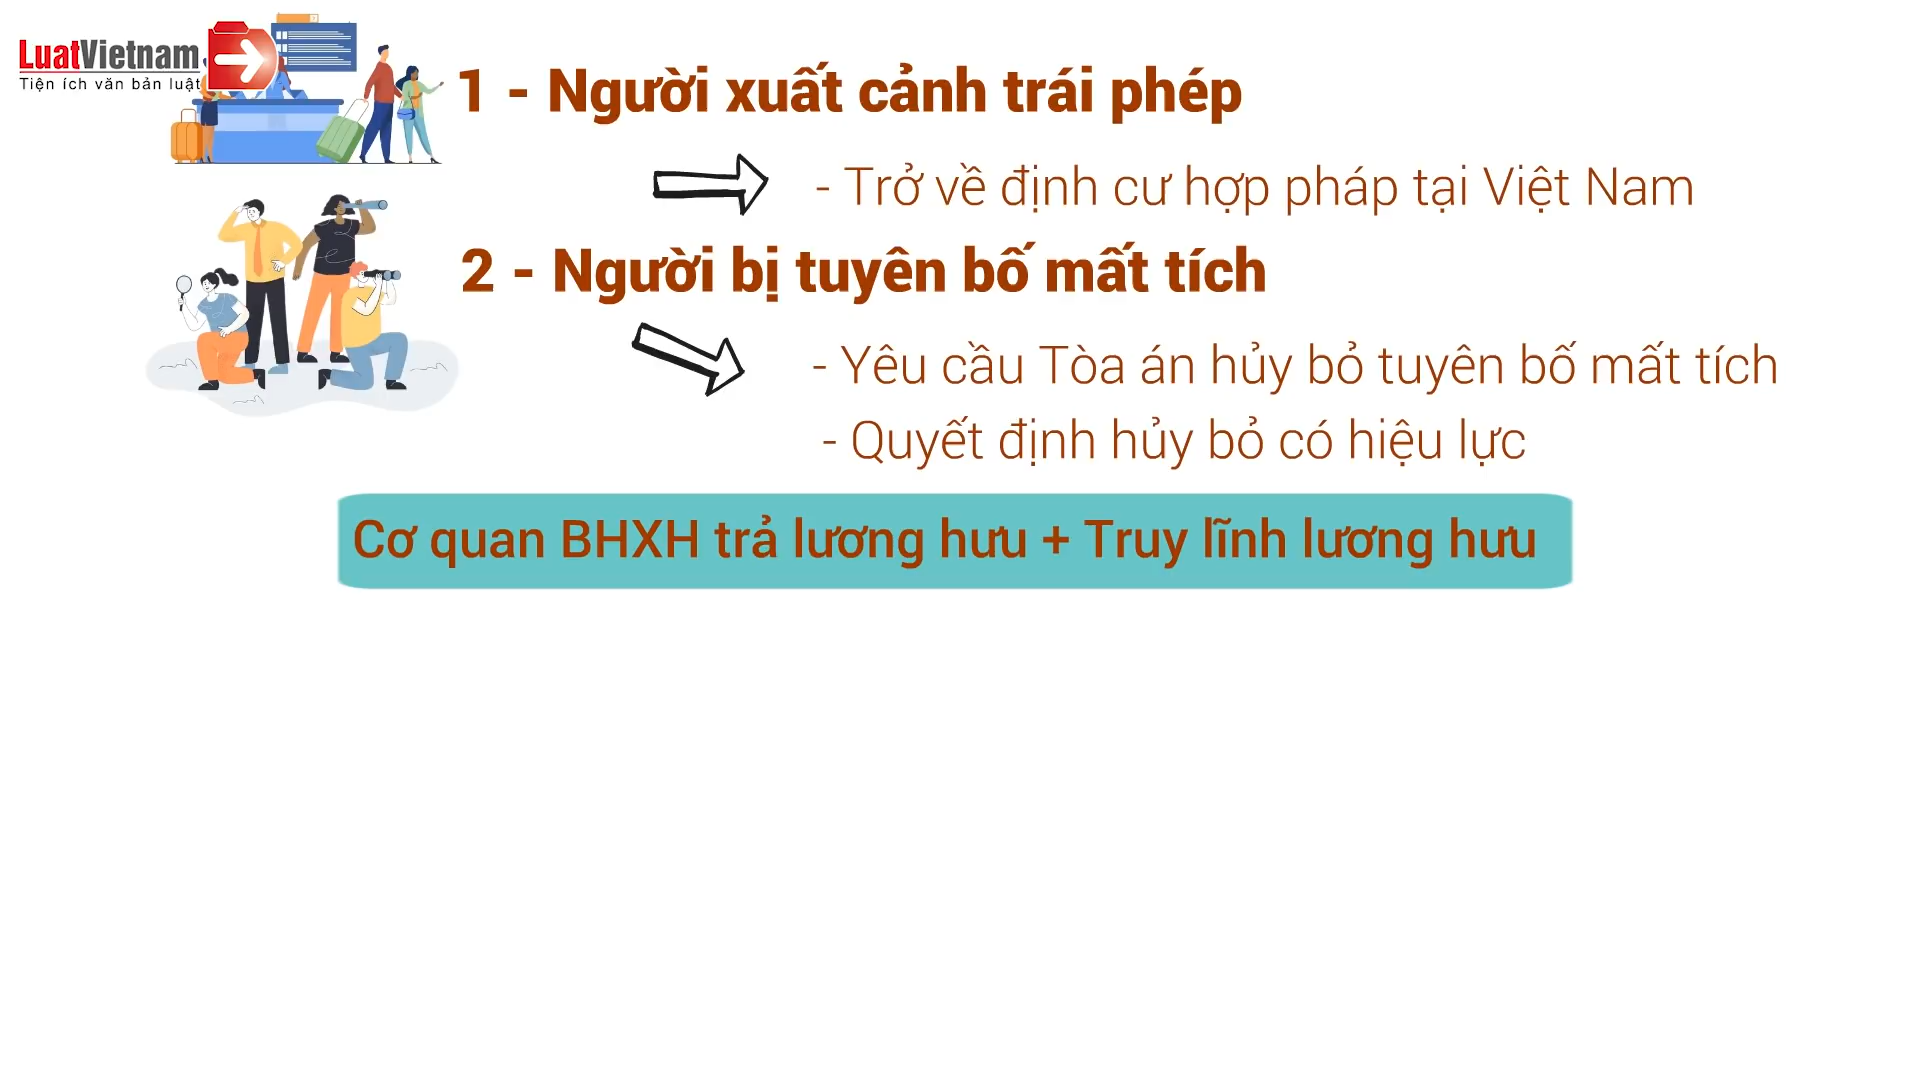 LuatVietnam
Tiện ích văn bản luật
1 - Người xuất cảnh trái phép
- Trở về định cư hợp pháp tại Việt Nam
2 - Người bị tuyên bố mất tích
- Yêu cầu Tòa án hủy bỏ tuyên bố mất tích
- Quyết định hủy bỏ có hiệu lực
Cơ quan BHXH trả lương hưu + Truy lĩnh lương hưu